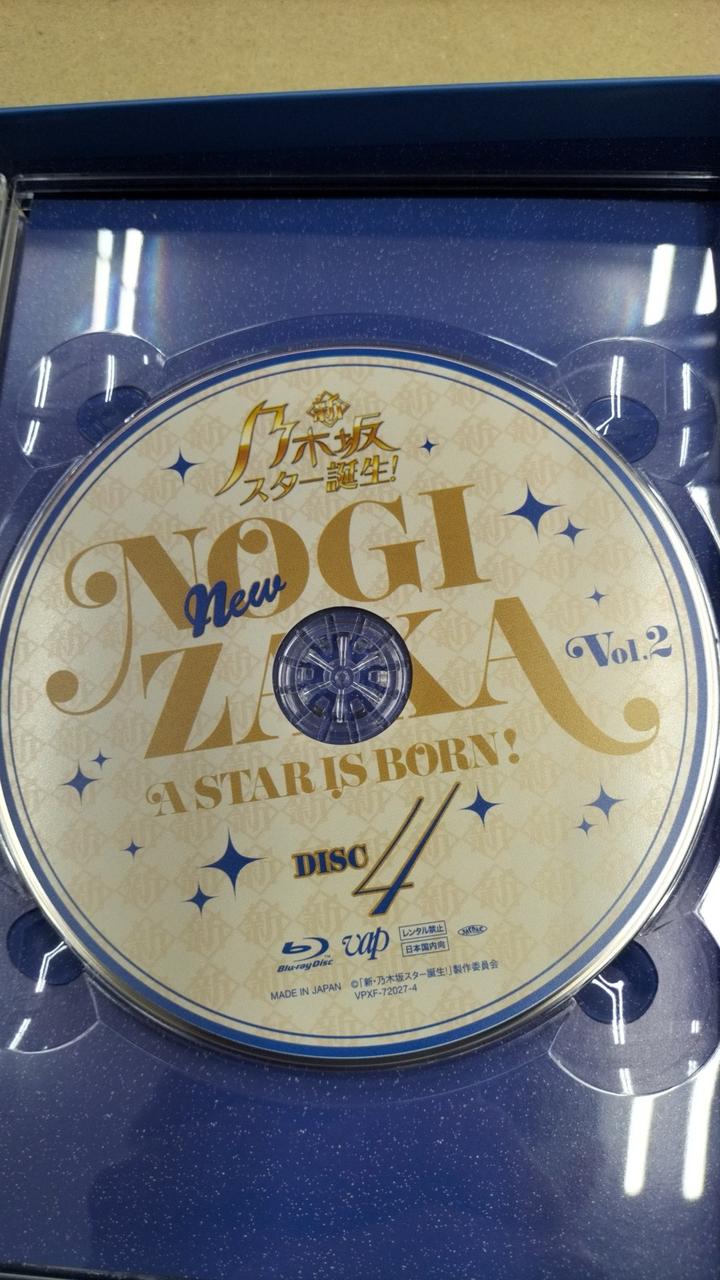 新
乃木坂
スター誕生!
NOGI
New
ZAKA
Vol.2
A STAR IS BORN!
DISC 4
Blu-ray Disc™
vap
レンタル禁止
日本国内向
MADE IN JAPAN ©「新・乃木坂スター誕生!」製作委員会
VPXF-72027-4